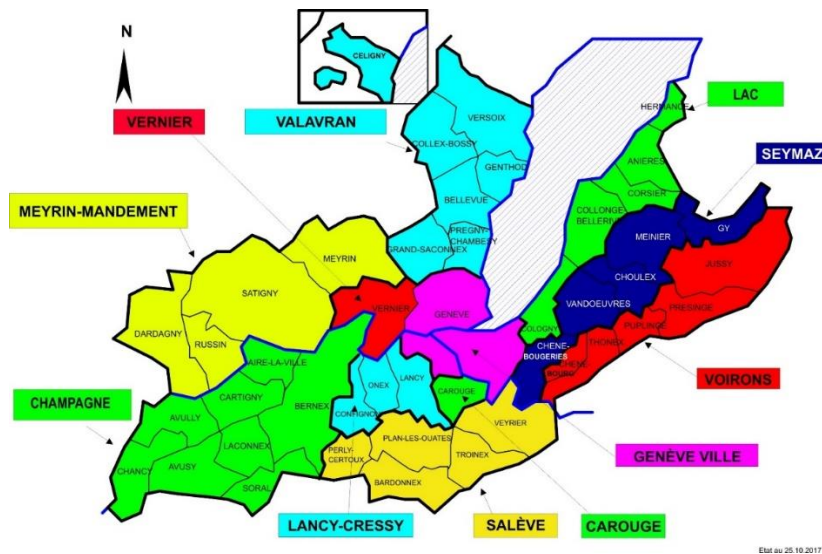 N
CELIGNY
LAC
VERNIER
VALAVRAN
HERMANCE
VERSOIX
COLLEX-BOSSY
SEYMAZ
GENTHOD
ANIERES
CORSIER
MEYRIN-MANDEMENT
BELLEVUE
COLLONGE-
BELLERIVE
GY
PREGNY-
CHAMBESY
MEINIER
GRAND-SACONNEX
MEYRIN
JUSSY
CHOULEX
SATIGNY
VANDOEUVRES
VERNIER
GENEVE
PRESINGE
DARDAGNY
COLOGNY
PUPLINGE
RUSSIN
THONEX
CHENE-
BOUGERIES
AIRE-LA-VILLE
CHENE-
BOURG
VOIRONS
ONEX
LANCY
CHAMPAGNE
CARTIGNY
CAROUGE
BERNEX
AVULLY
CONFIGNON
VEYRIER
LACONNEX
PLAN-LES-OUATES
PERLY-
CERTOUX
TROINEX
GENÈVE VILLE
CHANCY
AVUSY
BARDONNEX
SORAL
LANCY-CRESSY
SALÈVE
CAROUGE
Etat au 25.10.2017